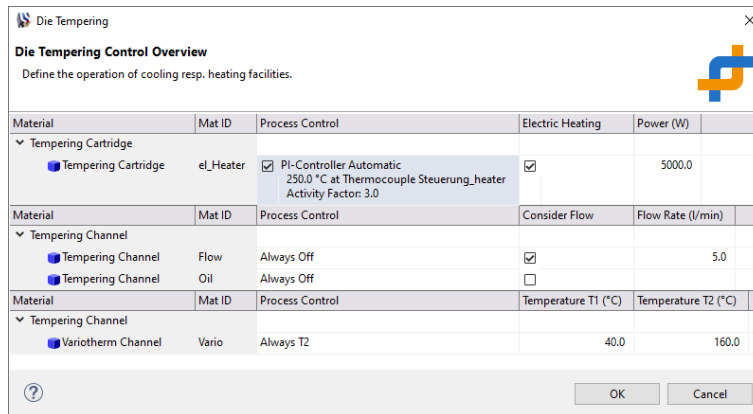 Die Tempering
Die Tempering Control Overview
Define the operation of cooling resp. heating facilities.
Material Mat ID Process Control Electric Heating Power (W)
Tempering Cartridge
Tempering Cartridge el_Heater PI-Controller Automatic 5000.0
250.0 °C at Thermocouple Steuerung_heater
Activity Factor: 3.0
Material Mat ID Process Control Consider Flow Flow Rate (l/min)
Tempering Channel
Tempering Channel Flow Always Off 5.0
Tempering Channel Oil Always Off
Material Mat ID Process Control Temperature T1 (°C) Temperature T2 (°C)
Tempering Channel
Variotherm Channel Vario Always T2 40.0 160.0
? OK Cancel